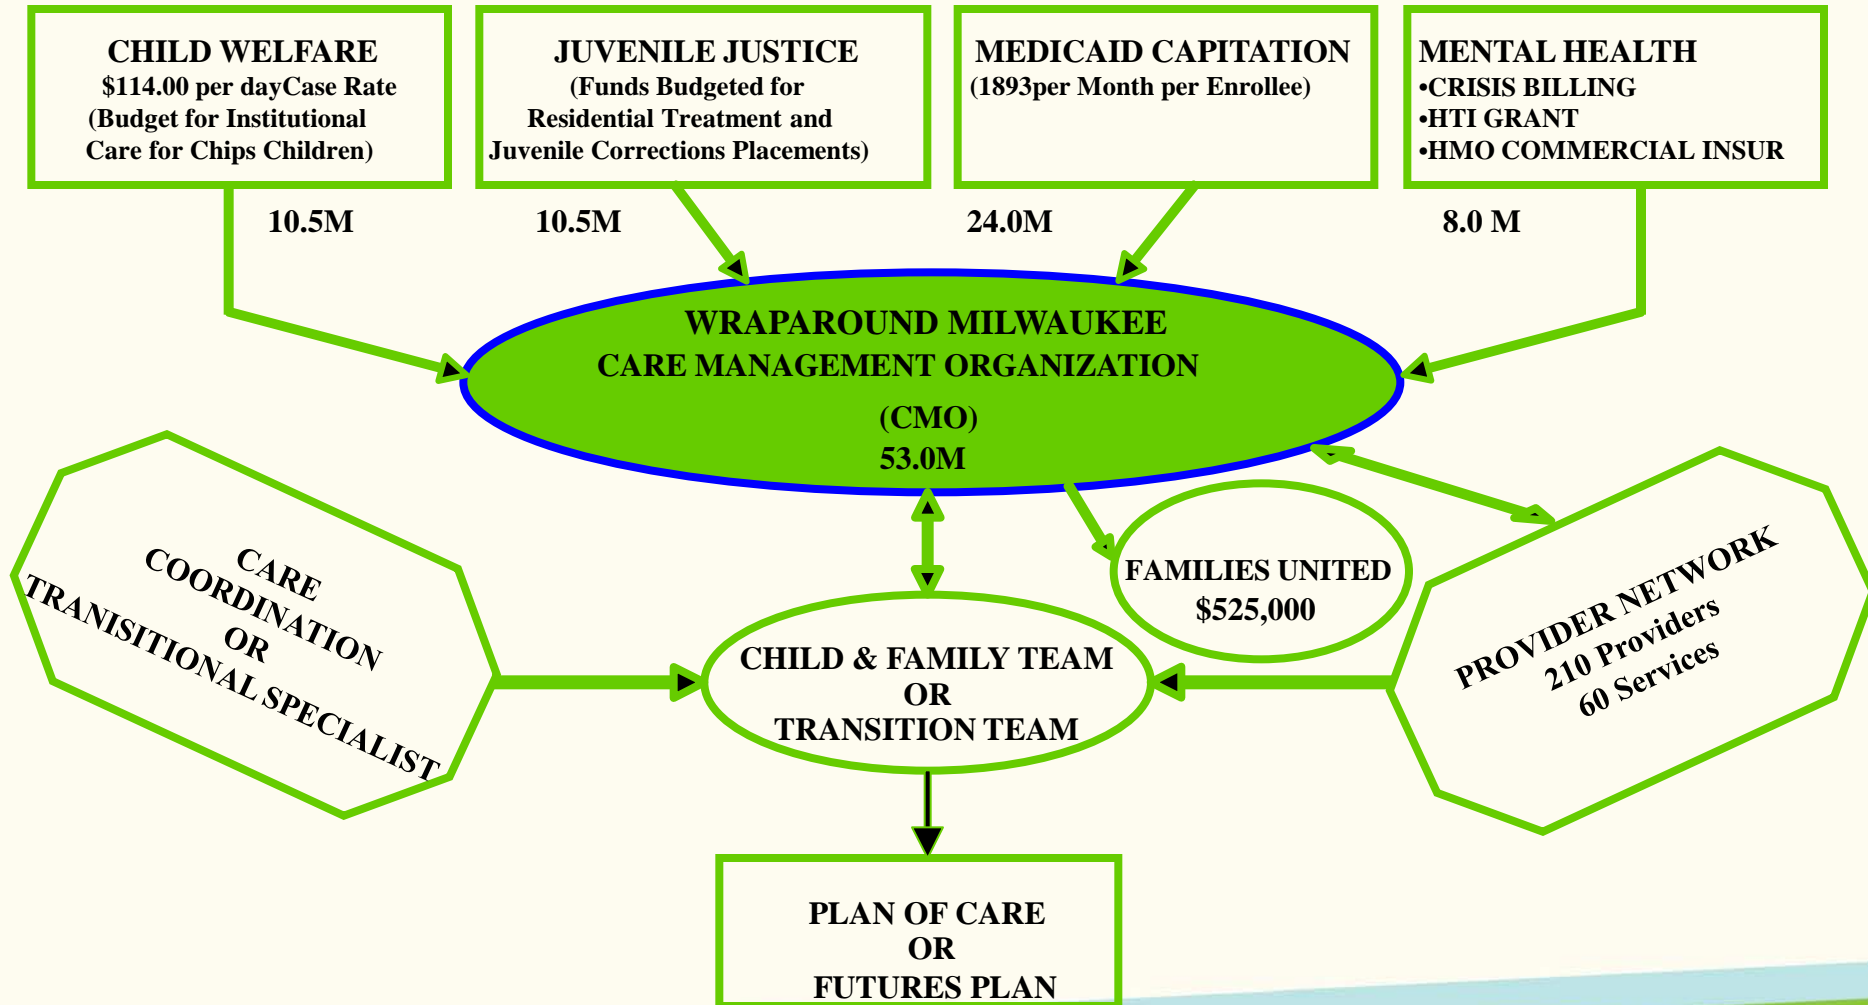 CHILD WELFARE
$114.00 per dayCase Rate
(Budget for Institutional
Care for Chips Children)
JUVENILE JUSTICE
(Funds Budgeted for
Residential Treatment and
Juvenile Corrections Placements)
MEDICAID CAPITATION
(1893per Month per Enrollee)
MENTAL HEALTH
•CRISIS BILLING
•HTI GRANT
•HMO COMMERCIAL INSUR
10.5M
10.5M
24.0M
8.0 M
WRAPAROUND MILWAUKEE
CARE MANAGEMENT ORGANIZATION
(CMO)
53.0M
FAMILIES UNITED
$525,000
CARE
COORDINATION
OR
TRANISITIONAL SPECIALIST
CHILD & FAMILY TEAM
OR
TRANSITION TEAM
PROVIDER NETWORK
210 Providers
60 Services
PLAN OF CARE
OR
FUTURES PLAN